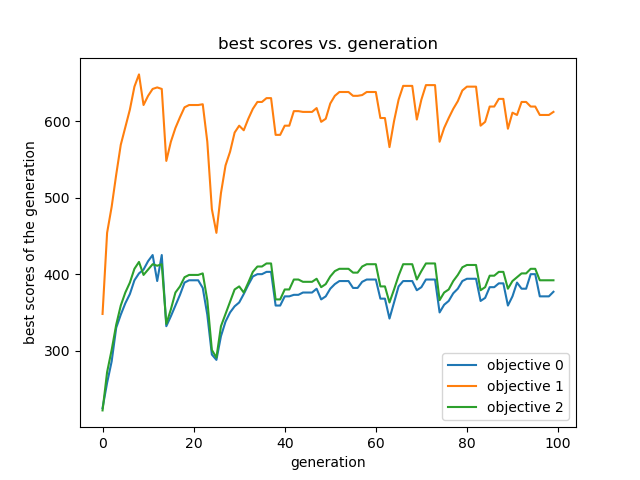 best scores vs. generation
best scores of the generation
600
500
400
300
0
20
40
60
80
100
generation
objective 0
objective 1
objective 2